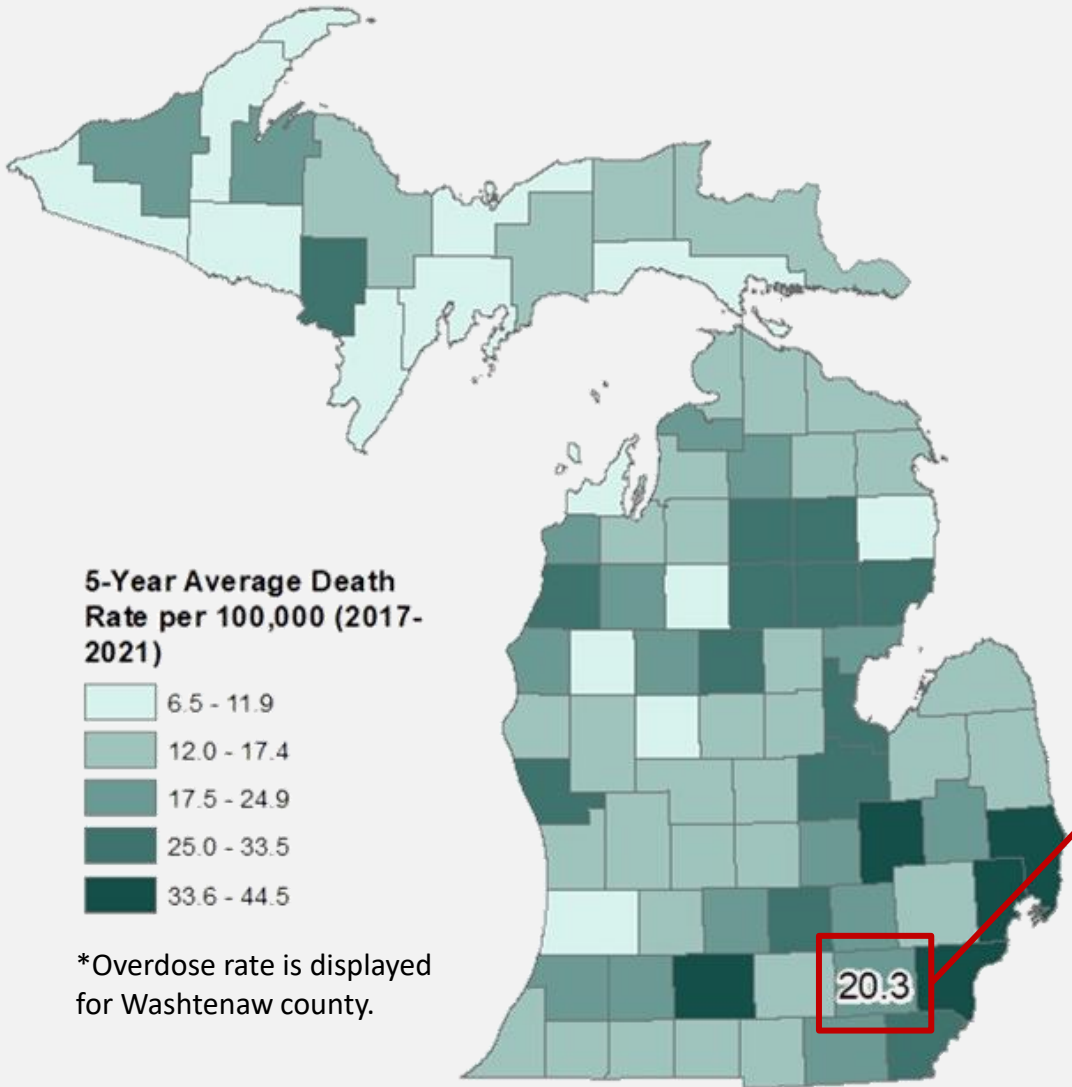 5-Year Average Death
Rate per 100,000 (2017-
2021)
6.5 - 11.9
12.0 - 17.4
17.5 - 24.9
25.0 - 33.5
33.6 - 44.5
*Overdose rate is displayed
for Washtenaw county.
20.3